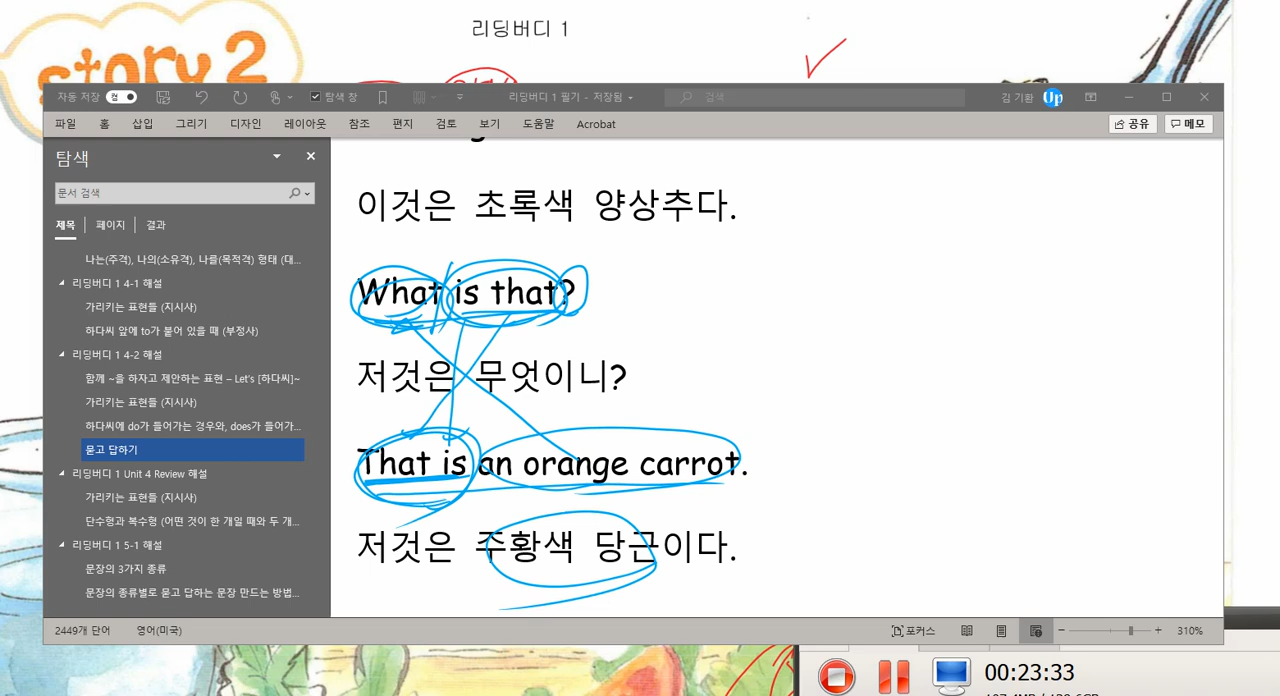 리딩버디 1
story 2
자동 저장 켬 탐색 창 리딩버디 1 필기 - 저장됨 검색 김 기환 Up
파일 홈 삽입 그리기 디자인 레이아웃 참조 편지 검토 보기 도움말 Acrobat 공유 메모
탐색
문서 검색
제목 페이지 결과
나는(주격), 나의(소유격), 나를(목적격) 형태 (대...
리딩버디 1 4-1 해설
가리키는 표현들 (지시사)
하다씨 앞에 to가 붙어 있을 때 (부정사)
리딩버디 1 4-2 해설
함께 ~을 하자고 제안하는 표현 – Let's [하다씨]~
가리키는 표현들 (지시사)
하다씨에 do가 들어가는 경우와, does가 들어가...
묻고 답하기
리딩버디 1 Unit 4 Review 해설
가리키는 표현들 (지시사)
단수형과 복수형 (어떤 것이 한 개일 때와 두 개...
리딩버디 1 5-1 해설
문장의 3가지 종류
문장의 종류별로 묻고 답하는 문장 만드는 방법...
이것은 초록색 양상추다.
What is that?
저것은 무엇이니?
That is an orange carrot.
저것은 주황색 당근이다.
2449개 단어 영어(미국) 포커스 310%
00:23:33